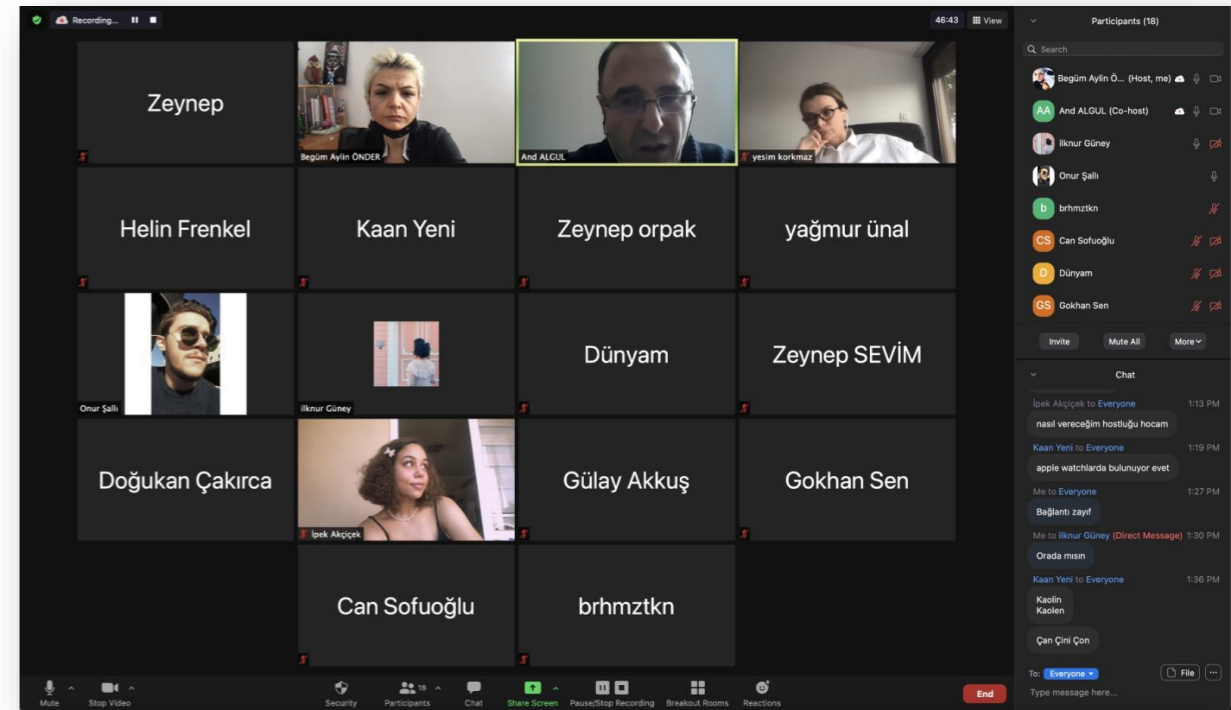 Recording...
46:43
View
Zeynep
Begüm Aylin ÖNDER
And ALGUL
yesim korkmaz
Helin Frenkel
Kaan Yeni
Zeynep orpak
yağmur ünal
Onur Şallı
ilknur Güney
Dünyam
Zeynep SEVİM
Doğukan Çakırca
İpek Akçiçek
Gülay Akkuş
Gokhan Sen
Can Sofuoğlu
brhmztkn
Mute
Stop Video
Security
18
Participants
Chat
Share Screen
Pause/Stop Recording
Breakout Rooms
Reactions
End
Participants (18)
Search
Begüm Aylin Ö... (Host, me)
AA And ALGUL (Co-host)
ilknur Güney
Onur Şallı
b brhmztkn
CS Can Sofuoğlu
D Dünyam
GS Gokhan Sen
Invite
Mute All
More
Chat
İpek Akçiçek to Everyone 1:13 PM
nasıl vereceğim hostluğu hocam
Kaan Yeni to Everyone 1:19 PM
apple watchlarda bulunuyor evet
Me to Everyone 1:27 PM
Bağlantı zayıf
Me to ilknur Güney (Direct Message) 1:30 PM
Orada mısın
Kaan Yeni to Everyone 1:36 PM
Kaolin
Kaolen
Çan Çini Çon
To: Everyone
File
Type message here...